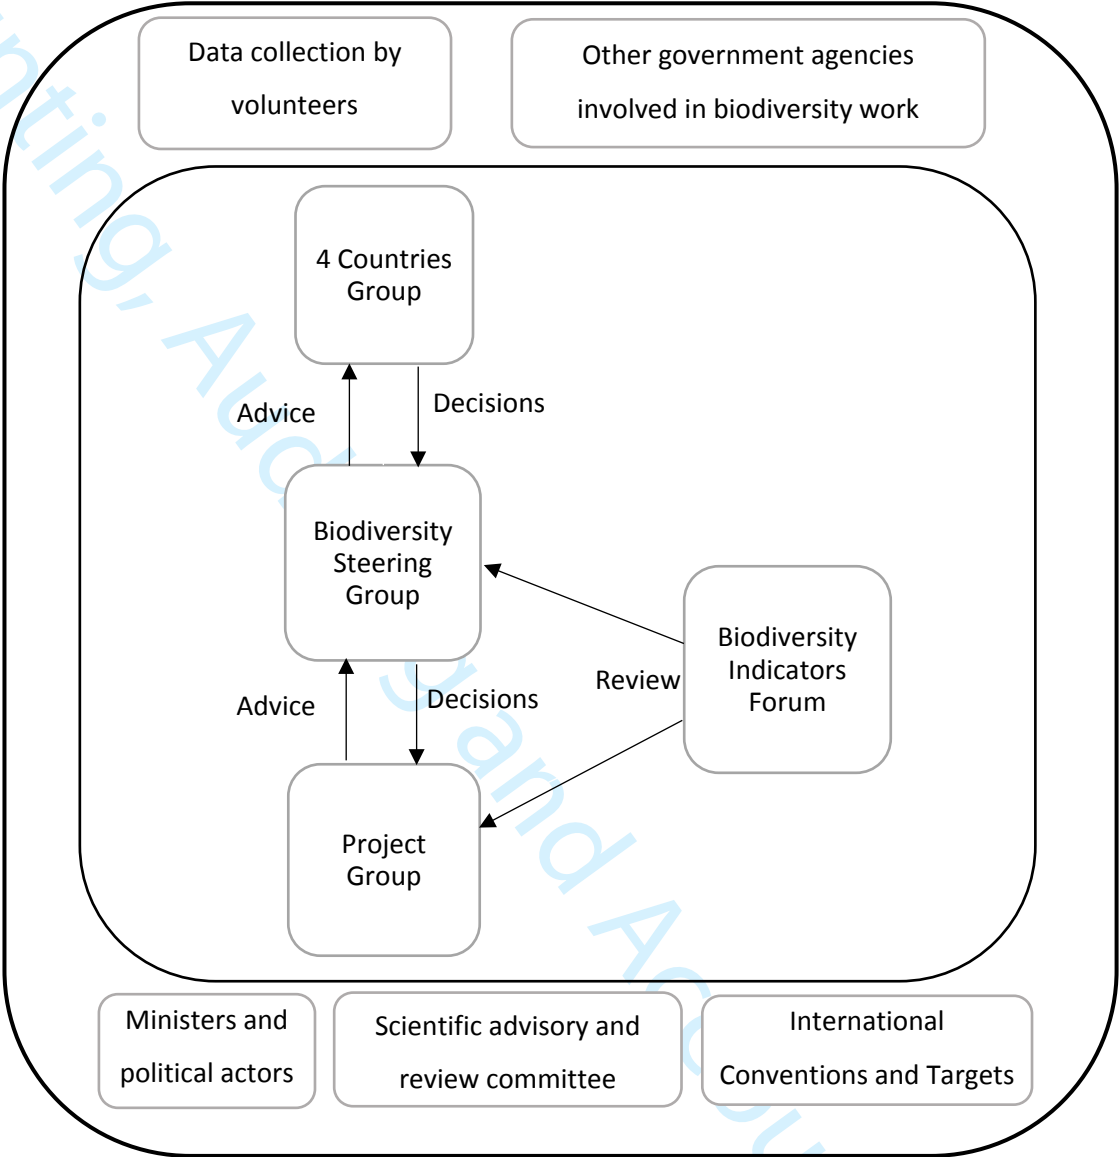 Data collection by
volunteers
Other government agencies
involved in biodiversity work
4 Countries
Group
Advice
Decisions
Biodiversity
Steering
Group
Biodiversity
Indicators
Forum
Review
Advice
Decisions
Project
Group
Ministers and
political actors
Scientific advisory and
review committee
International
Conventions and Targets